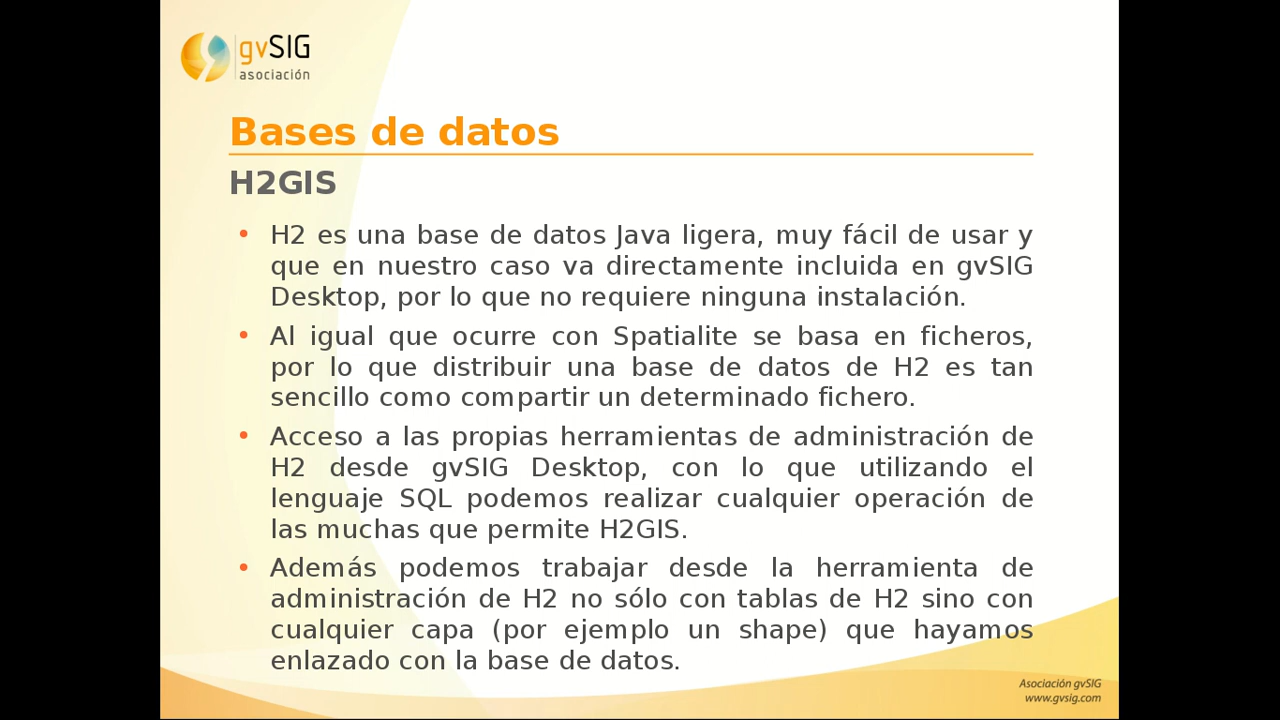 gvSIG
asociación
Bases de datos
H2GIS
• H2 es una base de datos Java ligera, muy fácil de usar y
que en nuestro caso va directamente incluida en gvSIG
Desktop, por lo que no requiere ninguna instalación.
• Al igual que ocurre con Spatialite se basa en ficheros,
por lo que distribuir una base de datos de H2 es tan
sencillo como compartir un determinado fichero.
• Acceso a las propias herramientas de administración de
H2 desde gvSIG Desktop, con lo que utilizando el
lenguaje SQL podemos realizar cualquier operación de
las muchas que permite H2GIS.
• Además podemos trabajar desde la herramienta de
administración de H2 no sólo con tablas de H2 sino con
cualquier capa (por ejemplo un shape) que hayamos
enlazado con la base de datos.
Asociación gvSIG
www.gvsig.com